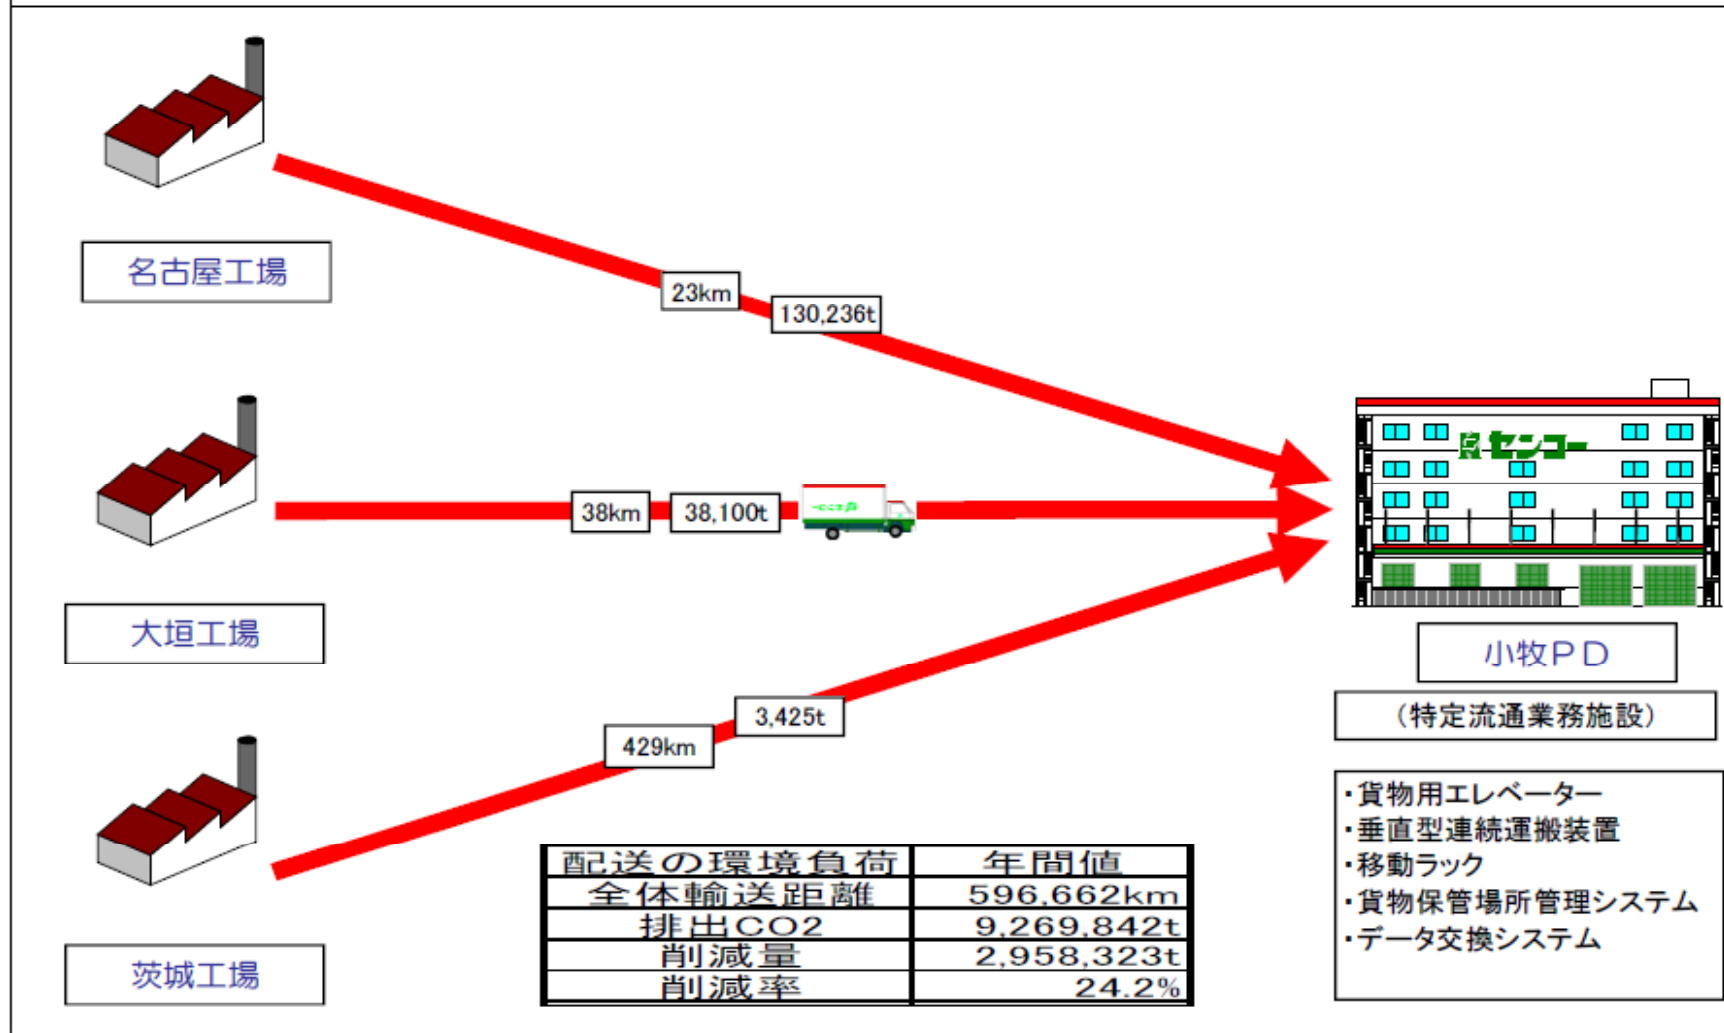 名古屋工場
23km
130,236t
センコー
38km
38,100t
大垣工場
小牧PD
(特定流通業務施設)
3,425t
429km
・貨物用エレベーター
・垂直型連続運搬装置
・移動ラック
・貨物保管場所管理システム
・データ交換システム
配送の環境負荷 年間値
全体輸送距離 596,662km
排出CO2 9,269,842t
削減量 2,958,323t
削減率 24.2%
茨城工場